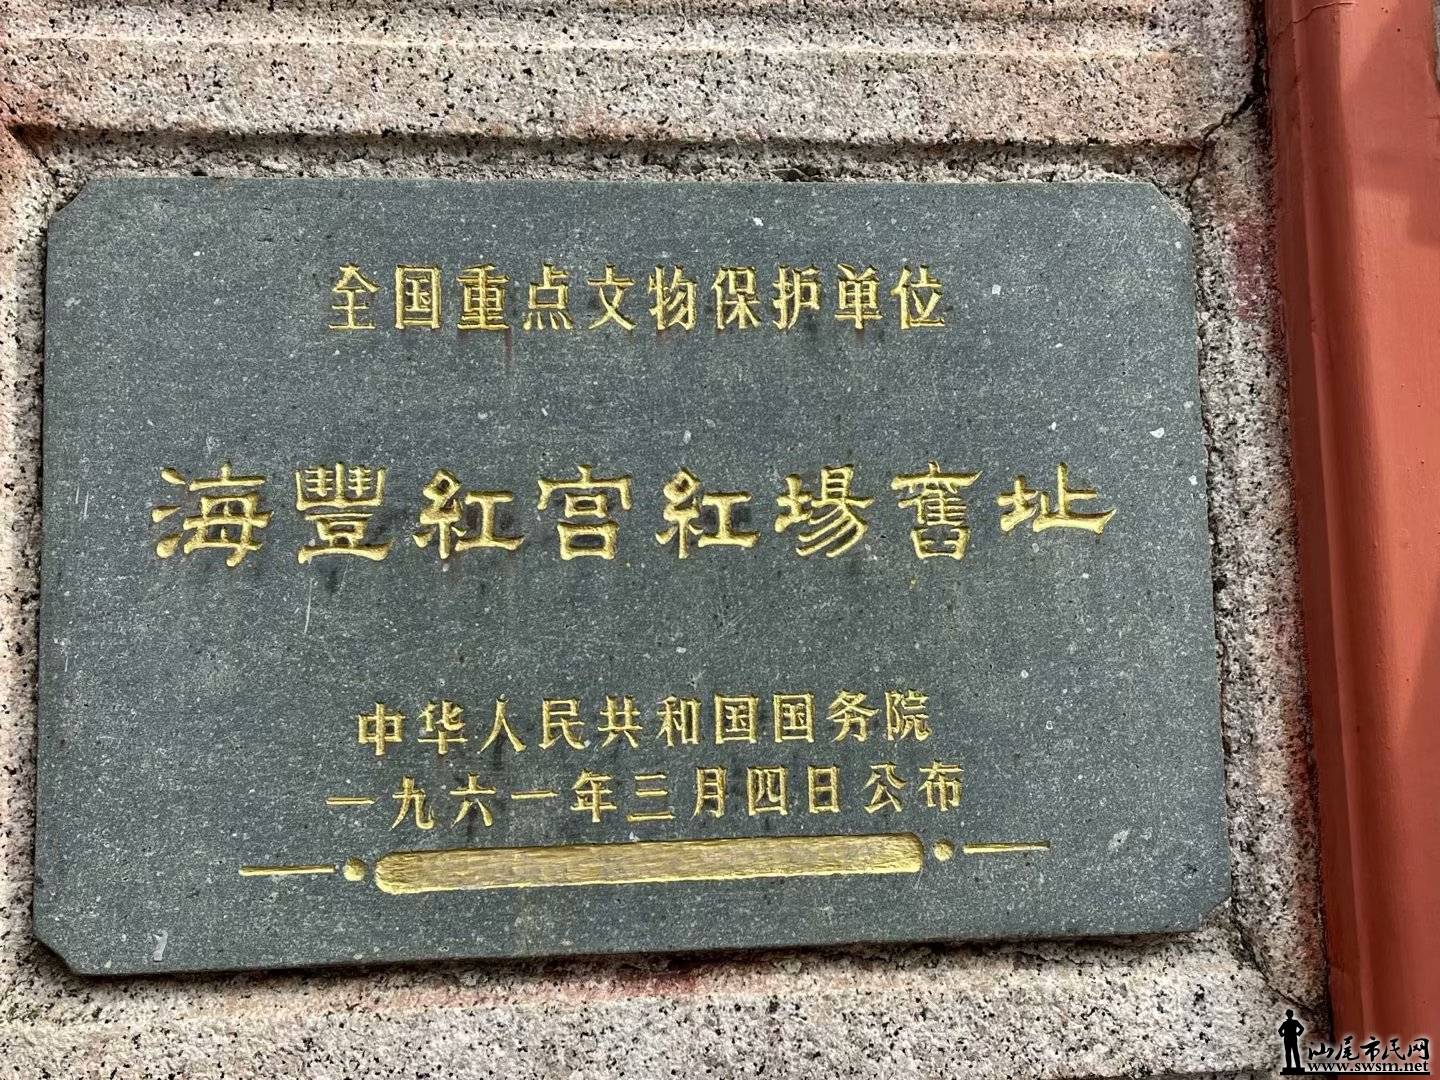 全国重点文物保护单位
海豐紅宫紅場舊址
中华人民共和国国务院
一九六一年三月四日公布
汕尾市民网
www.swsm.net